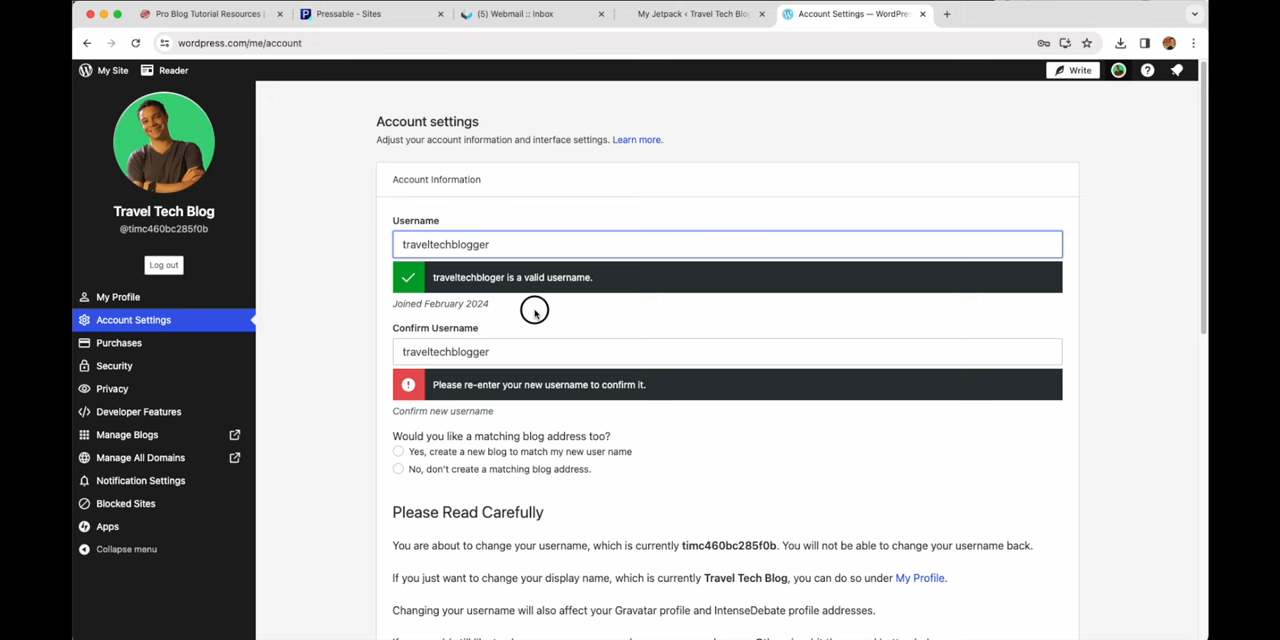 Pro Blog Tutorial Resources
Pressable - Sites
(5) Webmail :: Inbox
My Jetpack ‹ Travel Tech Blog
Account Settings — WordPress
wordpress.com/me/account
My Site
Reader
Write
Travel Tech Blog
@timc460bc285f0b
Log out
My Profile
Account Settings
Purchases
Security
Privacy
Developer Features
Manage Blogs
Manage All Domains
Notification Settings
Blocked Sites
Apps
Collapse menu
Account settings
Adjust your account information and interface settings. Learn more.
Account Information
Username
traveltechblogger
traveltechbloger is a valid username.
Joined February 2024
Confirm Username
traveltechblogger
Please re-enter your new username to confirm it.
Confirm new username
Would you like a matching blog address too?
Yes, create a new blog to match my new user name
No, don't create a matching blog address.
Please Read Carefully
You are about to change your username, which is currently timc460bc285f0b. You will not be able to change your username back.
If you just want to change your display name, which is currently Travel Tech Blog, you can do so under My Profile.
Changing your username will also affect your Gravatar profile and IntenseDebate profile addresses.